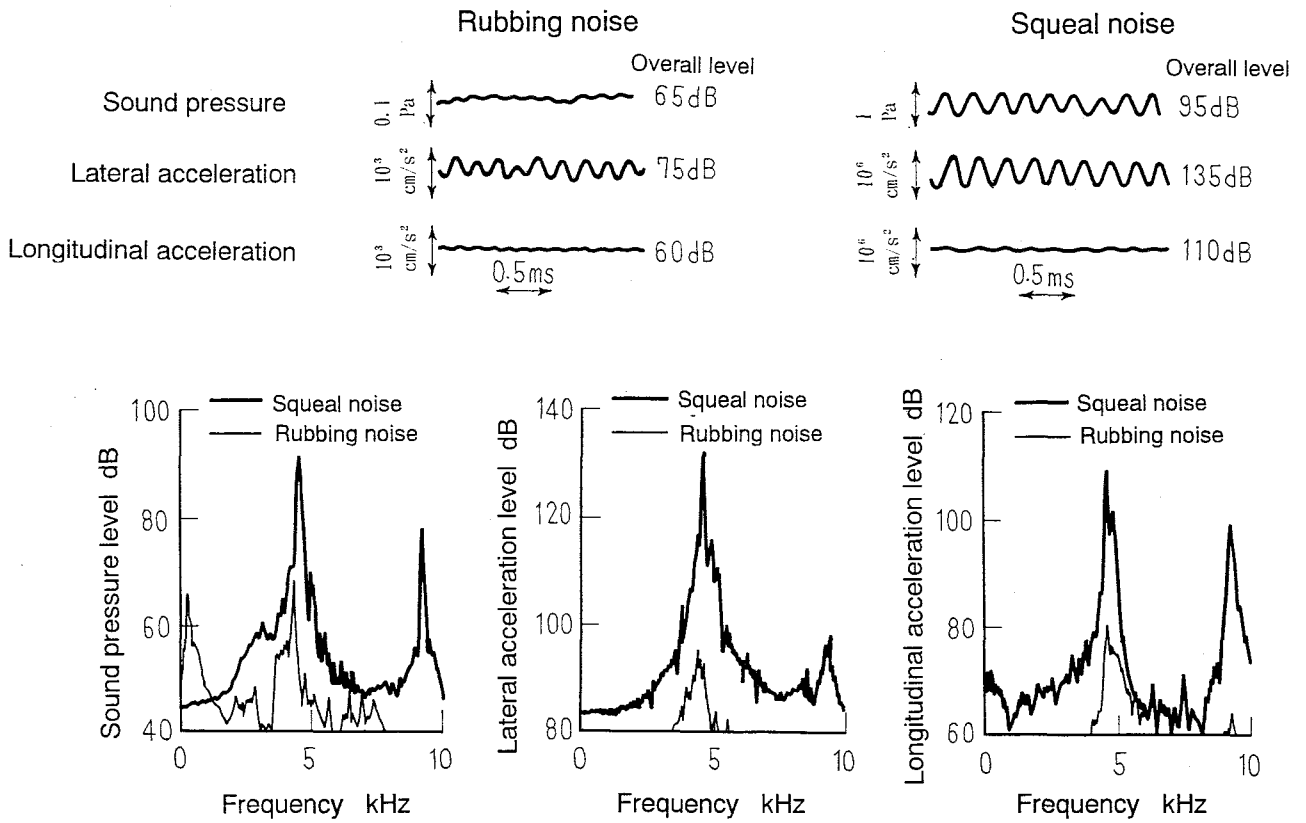 Rubbing noise
Squeal noise
Overall level
Overall level
Sound pressure
0.1
Pa
65dB
1
Pa
95dB
Lateral acceleration
10³
cm/s²
75dB
10⁶
cm/s²
135dB
Longitudinal acceleration
10³
cm/s²
60dB
10⁶
cm/s²
110dB
0.5ms
0.5ms
Sound pressure level dB
100
80
60
40
Squeal noise
Rubbing noise
0
5
10
Frequency kHz
Lateral acceleration level dB
140
120
100
80
Squeal noise
Rubbing noise
0
5
10
Frequency kHz
Longitudinal acceleration level dB
120
100
80
60
Squeal noise
Rubbing noise
0
5
10
Frequency kHz